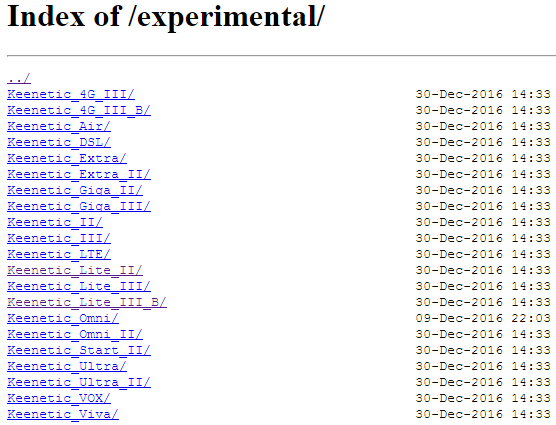 Index of /experimental/
../
Keenetic_4G_III/ 30-Dec-2016 14:33
Keenetic_4G_III_B/ 30-Dec-2016 14:33
Keenetic_Air/ 30-Dec-2016 14:33
Keenetic_DSL/ 30-Dec-2016 14:33
Keenetic_Extra/ 30-Dec-2016 14:33
Keenetic_Extra_II/ 30-Dec-2016 14:33
Keenetic_Giga_II/ 30-Dec-2016 14:33
Keenetic_Giga_III/ 30-Dec-2016 14:33
Keenetic_II/ 30-Dec-2016 14:33
Keenetic_III/ 30-Dec-2016 14:33
Keenetic_LTE/ 30-Dec-2016 14:33
Keenetic_Lite_II/ 30-Dec-2016 14:33
Keenetic_Lite_III/ 30-Dec-2016 14:33
Keenetic_Lite_III_B/ 30-Dec-2016 14:33
Keenetic_Omni/ 09-Dec-2016 22:03
Keenetic_Omni_II/ 30-Dec-2016 14:33
Keenetic_Start_II/ 30-Dec-2016 14:33
Keenetic_Ultra/ 30-Dec-2016 14:33
Keenetic_Ultra_II/ 30-Dec-2016 14:33
Keenetic_VOX/ 30-Dec-2016 14:33
Keenetic_Viva/ 30-Dec-2016 14:33